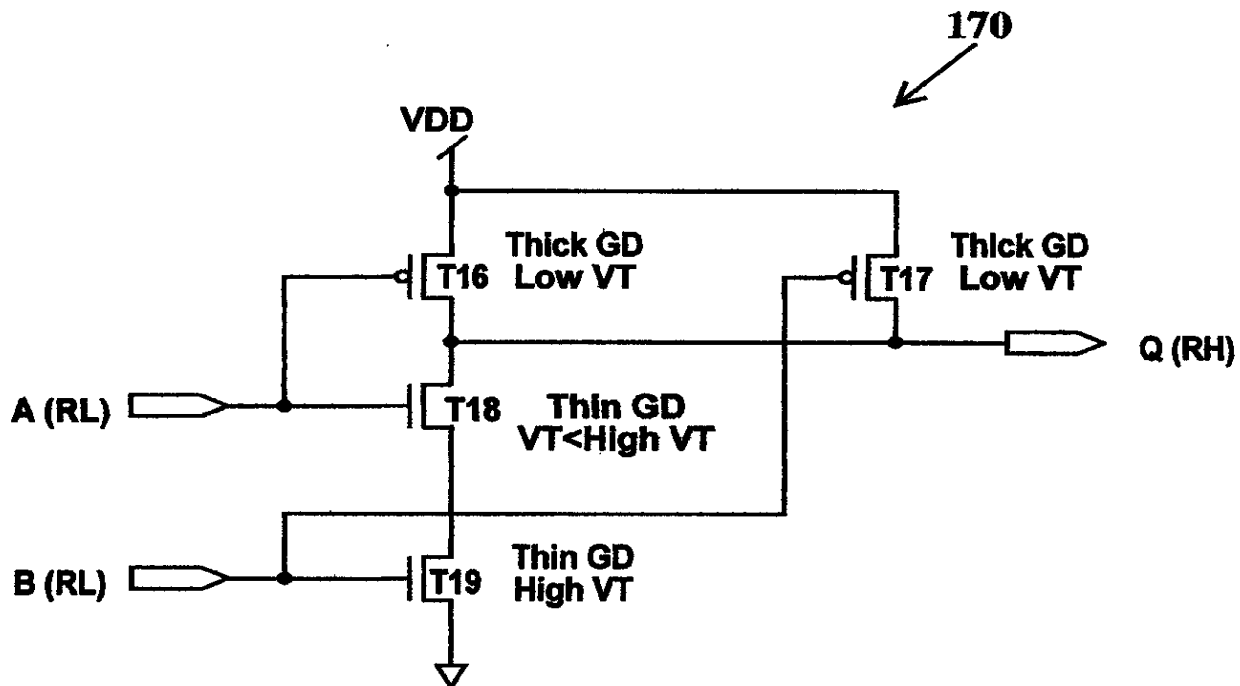 170
VDD
T16
Thick GD
Low VT
T17
Thick GD
Low VT
Q (RH)
A (RL)
T18
Thin GD
VT<High VT
B (RL)
T19
Thin GD
High VT